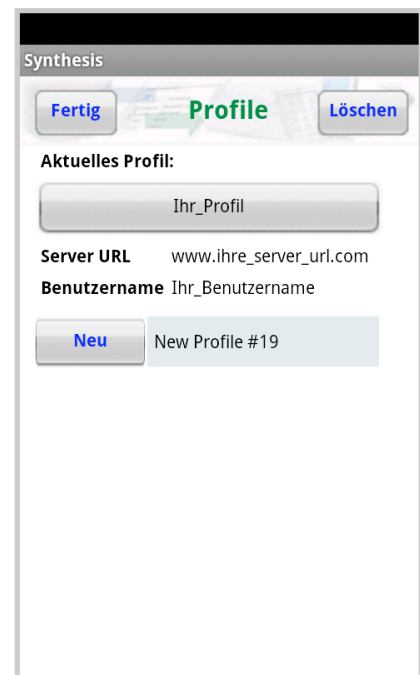 Synthesis
Fertig Profile Löschen
Aktuelles Profil:
Ihr_Profil
Server URL www.ihre_server_url.com
Benutzername Ihr_Benutzername
Neu New Profile #19